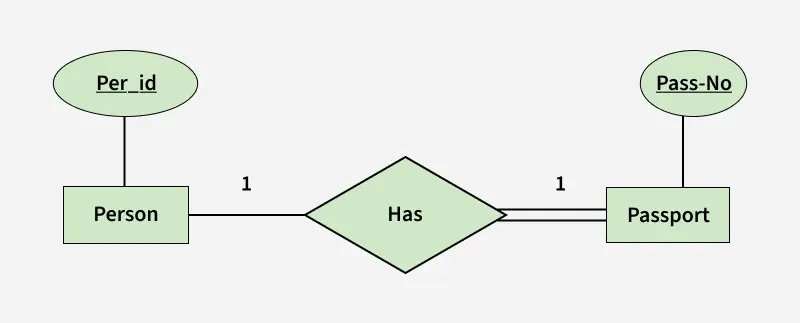 Per_id
Pass-No
1
1
Person
Has
Passport